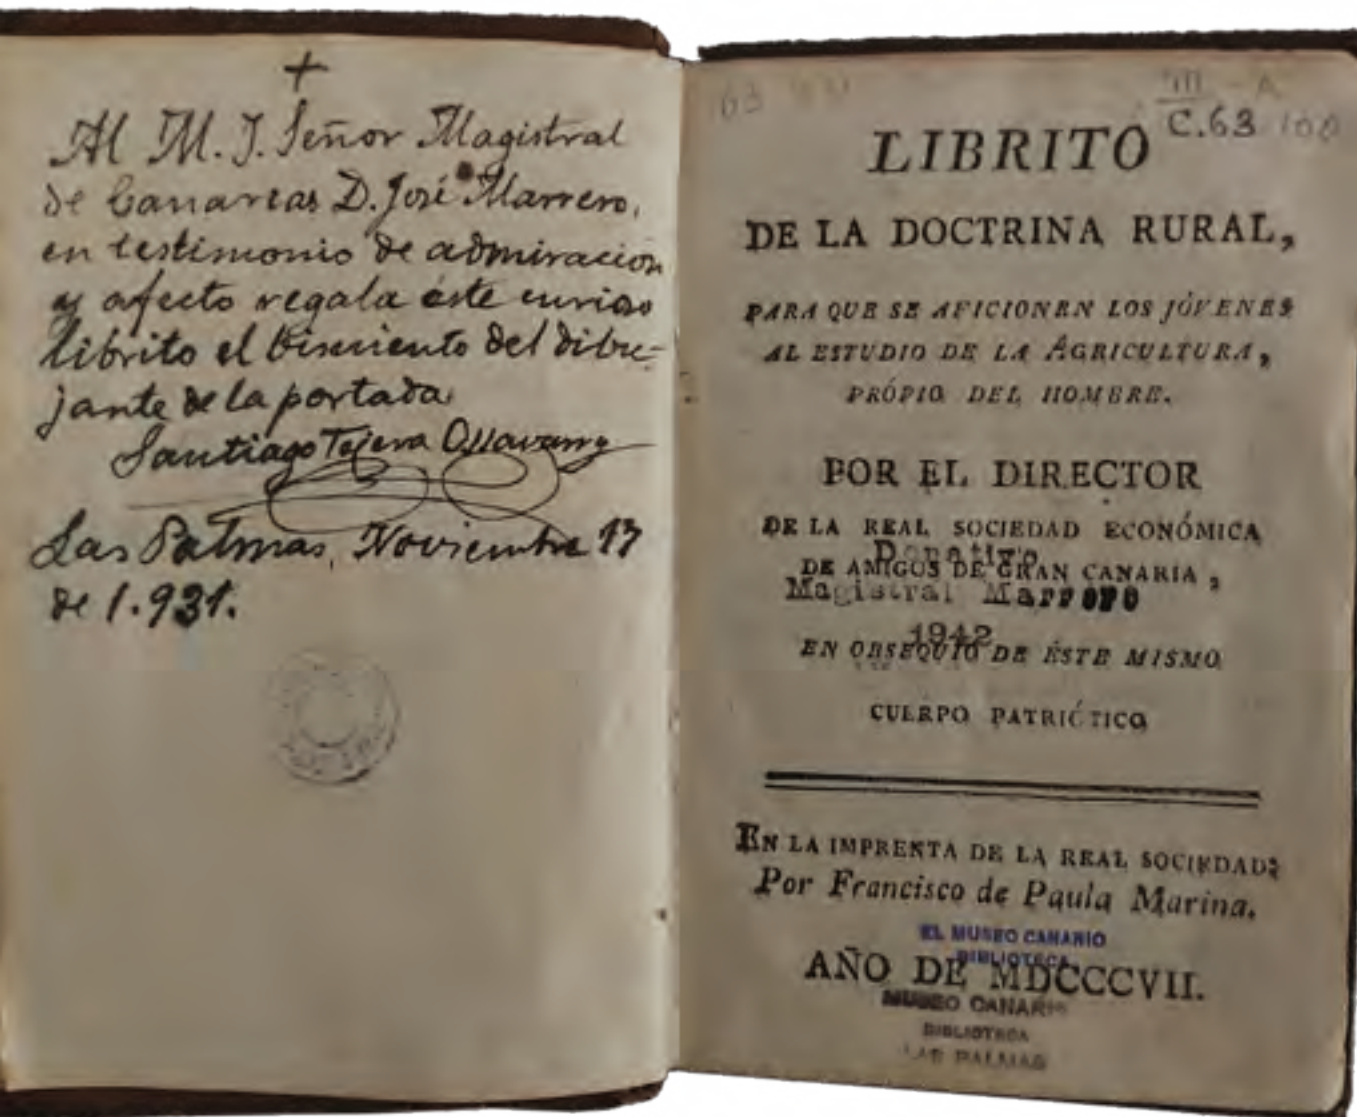 +
Al M. I. Señor Magistral
de Canarias D. José Marrero,
en testimonio de admiración
y afecto regala éste curioso
librito el bisnieto del dibu-
jante de la portada
Santiago Tejera Ossavarry
Las Palmas, Noviembre 17
de 1.931.
63
C.63
100
LIBRITO
DE LA DOCTRINA RURAL,
PARA QUE SE AFICIONEN LOS JÓVENES
AL ESTUDIO DE LA AGRICULTURA,
PRÓPIO DEL HOMBRE.
POR EL DIRECTOR
DE LA REAL SOCIEDAD ECONÓMICA
Donativo
DE AMIGOS DE GRAN CANARIA,
Magistral Marrero
1942
EN OBSEQUIO DE ÉSTE MISMO
CUERPO PATRIÓTICO
EN LA IMPRENTA DE LA REAL SOCIEDAD:
Por Francisco de Paula Marina.
EL MUSEO CANARIO
BIBLIOTECA
AÑO DE MDCCCVII.
MUSEO CANARIO
BIBLIOTECA
LAS PALMAS